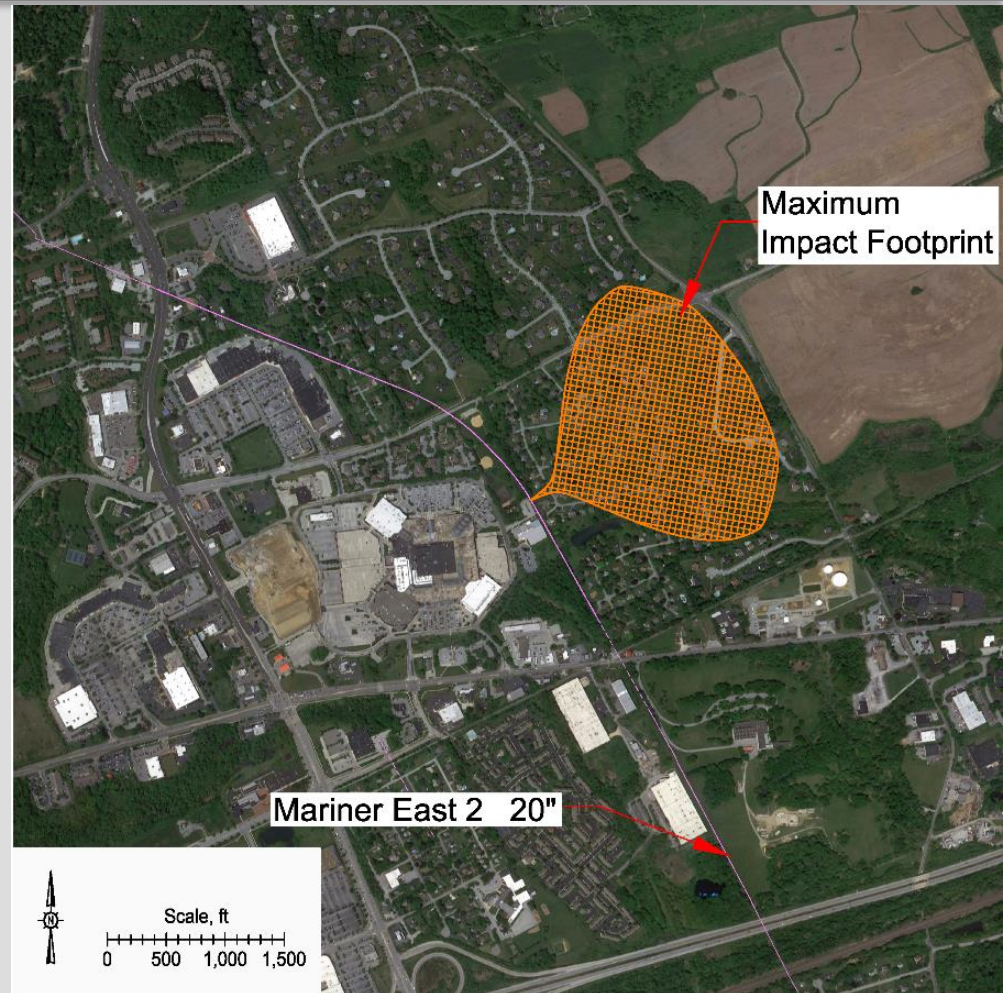 Maximum
Impact Footprint
Mariner East 2 20"
N
Scale, ft
0 500 1,000 1,500